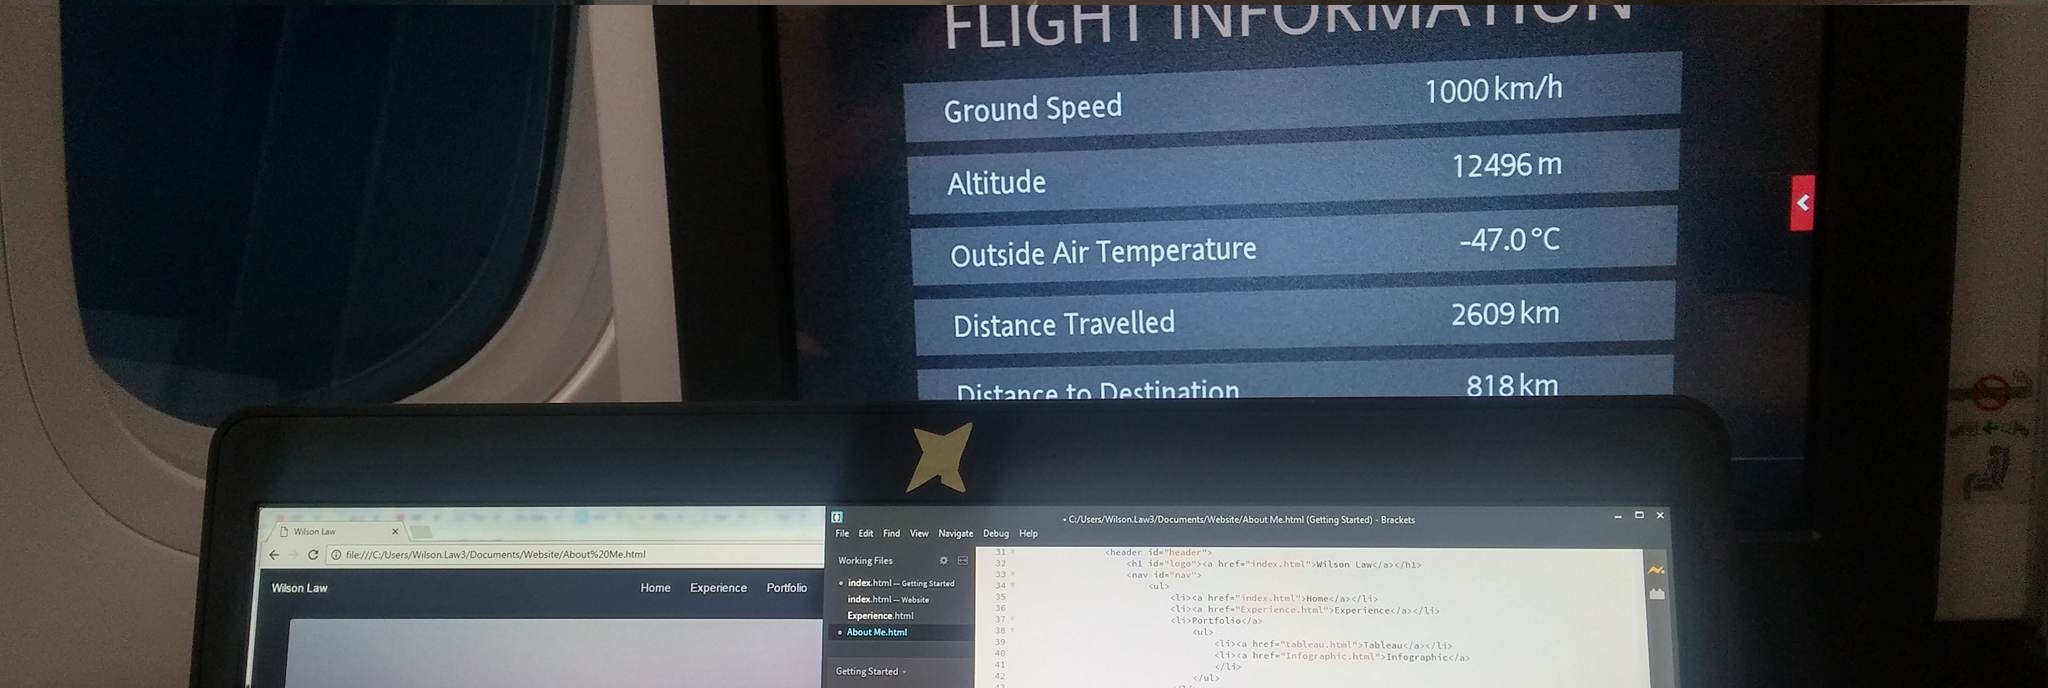 FLIGHT INFORMATION
Ground Speed 1000 km/h
Altitude 12496 m
Outside Air Temperature -47.0 °C
Distance Travelled 2609 km
Distance to Destination 818 km
Wilson Law
file:///C:/Users/Wilson.Law3/Documents/Website/About%20Me.html
Wilson Law Home Experience Portfolio
• C:/Users/Wilson.Law3/Documents/Website/About Me.html (Getting Started) - Brackets
File Edit Find View Navigate Debug Help
Working Files
index.html — Getting Started
index.html — Website
Experience.html
About Me.html
Getting Started
31 <header id="header">
32 <h1 id="logo"><a href="index.html">Wilson Law</a></h1>
33 <nav id="nav">
34 <ul>
35 <li><a href="index.html">Home</a></li>
36 <li><a href="Experience.html">Experience</a></li>
37 <li>Portfolio</a>
38 <ul>
39 <li><a href="tableau.html">Tableau</a></li>
40 <li><a href="Infographic.html">Infographic</a>
41 </li>
42 </ul>